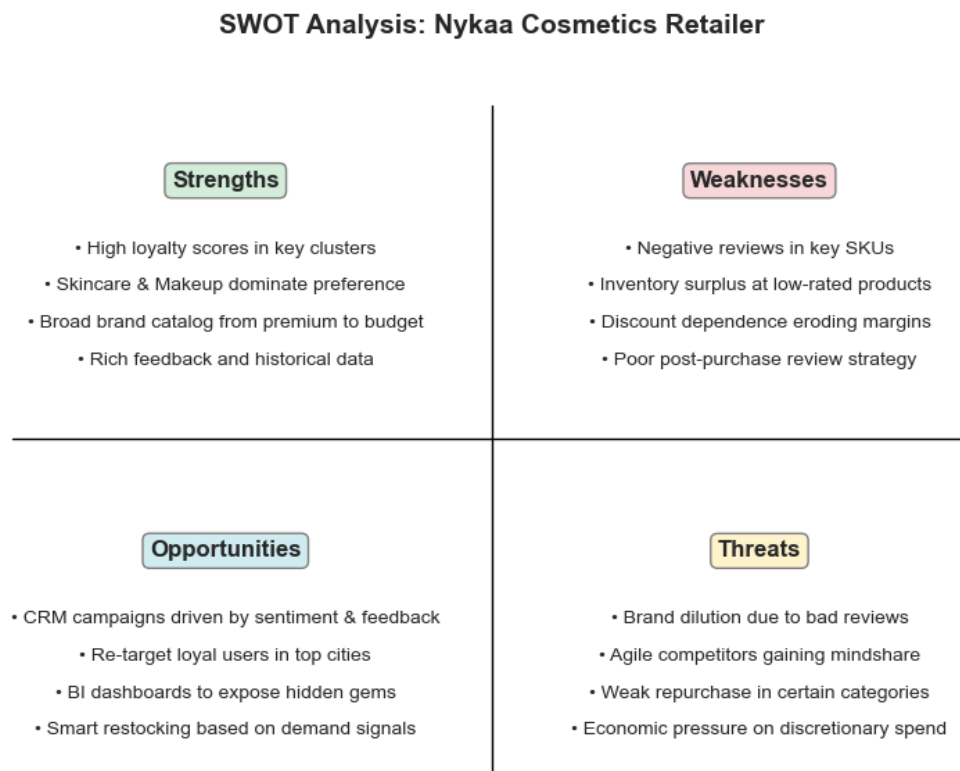 SWOT Analysis: Nykaa Cosmetics Retailer
Strengths
• High loyalty scores in key clusters
• Skincare & Makeup dominate preference
• Broad brand catalog from premium to budget
• Rich feedback and historical data
Weaknesses
• Negative reviews in key SKUs
• Inventory surplus at low-rated products
• Discount dependence eroding margins
• Poor post-purchase review strategy
Opportunities
• CRM campaigns driven by sentiment & feedback
• Re-target loyal users in top cities
• BI dashboards to expose hidden gems
• Smart restocking based on demand signals
Threats
• Brand dilution due to bad reviews
• Agile competitors gaining mindshare
• Weak repurchase in certain categories
• Economic pressure on discretionary spend